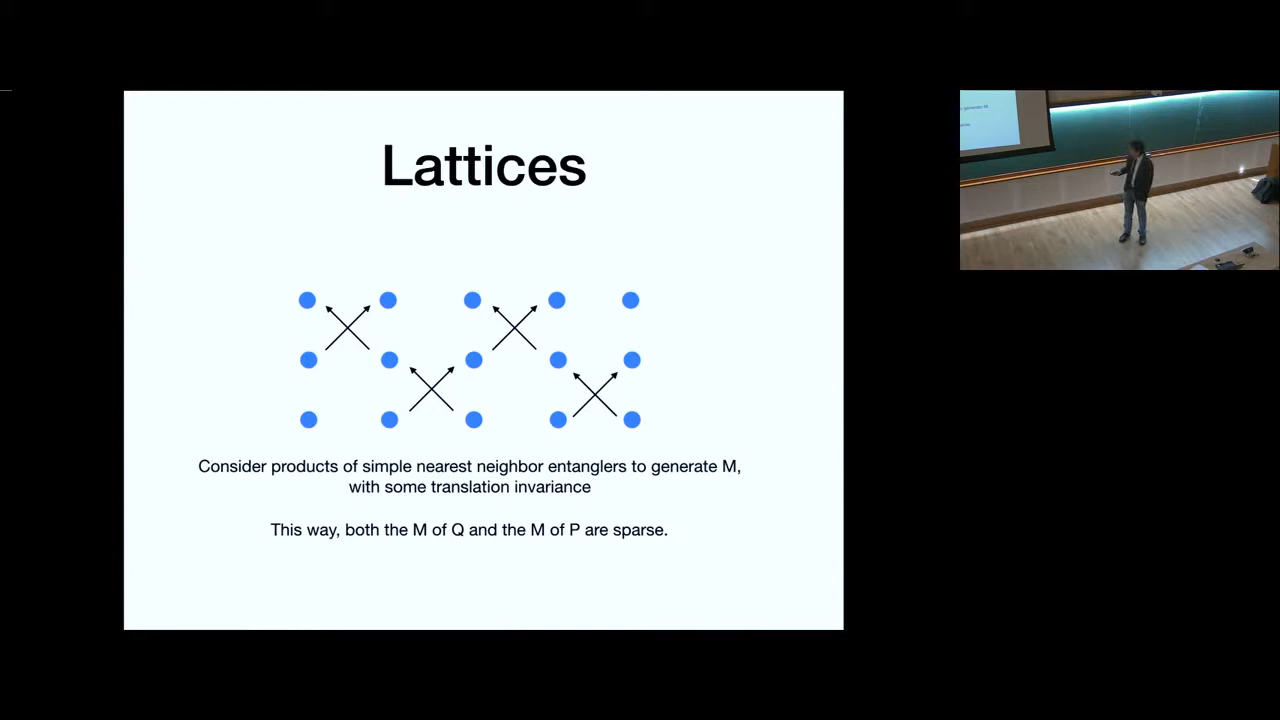 Lattices
Consider products of simple nearest neighbor entanglers to generate M,
with some translation invariance
This way, both the M of Q and the M of P are sparse.